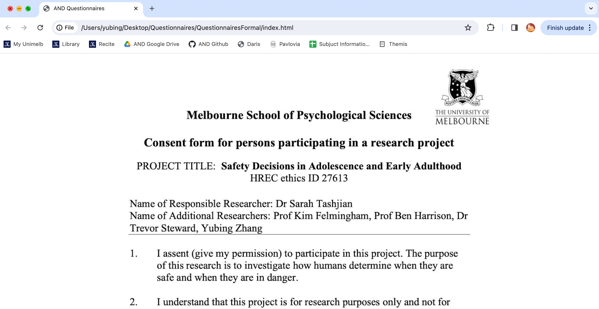 AND Questionnaires
File /Users/yubing/Desktop/Questionnaires/QuestionnairesFormal/index.html
Finish update
My Unimelb Library Recite AND Google Drive AND Github Daris Pavlovia Subjuct Informatio... Themis
THE UNIVERSITY OF
MELBOURNE
Melbourne School of Psychological Sciences
Consent form for persons participating in a research project
PROJECT TITLE: Safety Decisions in Adolescence and Early Adulthood
HREC ethics ID 27613
Name of Responsible Researcher: Dr Sarah Tashjian
Name of Additional Researchers: Prof Kim Felmingham, Prof Ben Harrison, Dr
Trevor Steward, Yubing Zhang
1. I assent (give my permission) to participate in this project. The purpose
of this research is to investigate how humans determine when they are
safe and when they are in danger.
2. I understand that this project is for research purposes only and not for